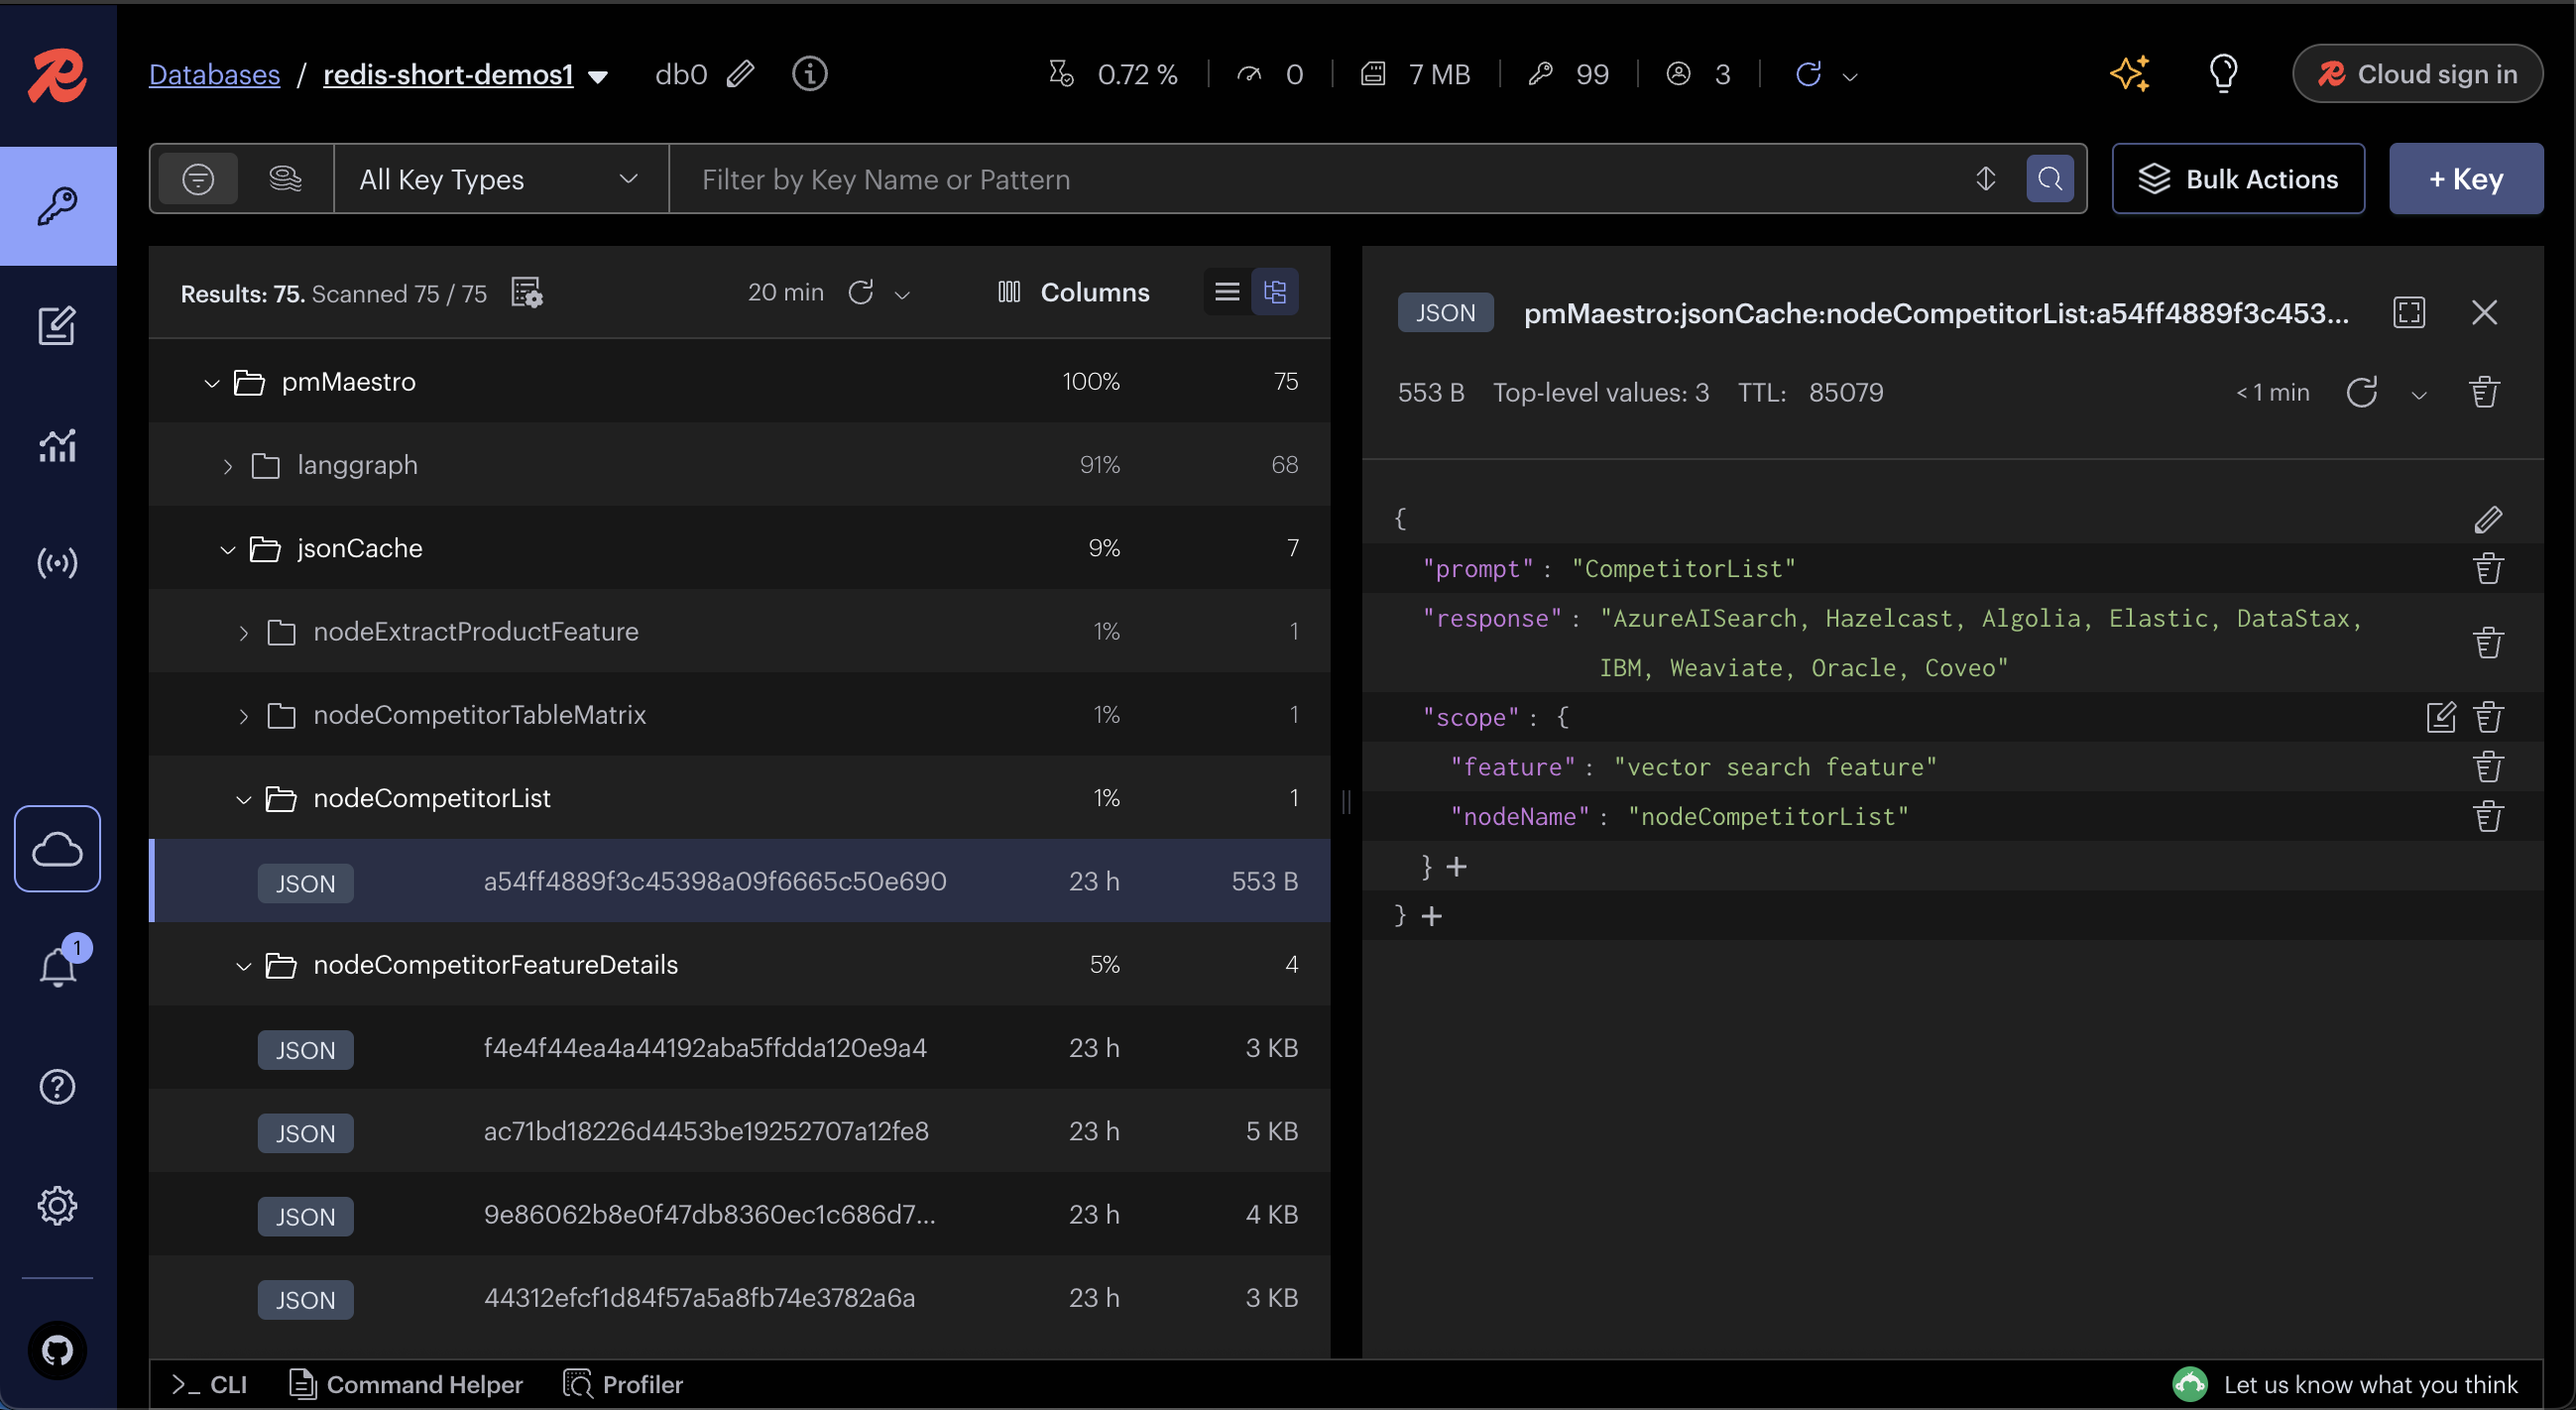 Databases / redis-short-demos1 db0 0.72 % 0 7 MB 99 3 Cloud sign in
All Key Types Filter by Key Name or Pattern Bulk Actions + Key
Results: 75. Scanned 75 / 75 20 min Columns
pmMaestro 100% 75
langgraph 91% 68
jsonCache 9% 7
nodeExtractProductFeature 1% 1
nodeCompetitorTableMatrix 1% 1
nodeCompetitorList 1% 1
JSON a54ff4889f3c45398a09f6665c50e690 23 h 553 B
nodeCompetitorFeatureDetails 5% 4
JSON f4e4f44ea4a44192aba5ffdda120e9a4 23 h 3 KB
JSON ac71bd18226d4453be19252707a12fe8 23 h 5 KB
JSON 9e86062b8e0f47db8360ec1c686d7... 23 h 4 KB
JSON 44312efcf1d84f57a5a8fb74e3782a6a 23 h 3 KB
JSON pmMaestro:jsonCache:nodeCompetitorList:a54ff4889f3c453...
553 B Top-level values: 3 TTL: 85079 < 1 min
{
"prompt" : "CompetitorList"
"response" : "AzureAISearch, Hazelcast, Algolia, Elastic, DataStax,
IBM, Weaviate, Oracle, Coveo"
"scope" : {
"feature" : "vector search feature"
"nodeName" : "nodeCompetitorList"
} +
} +
1
>_ CLI Command Helper Profiler Let us know what you think